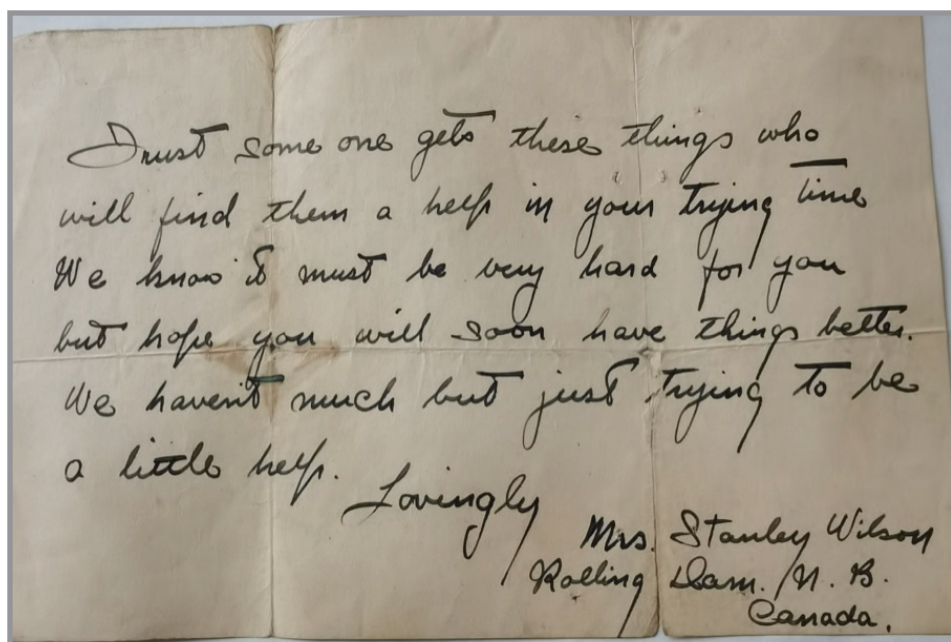 Trust some one gets these things who
will find them a help in your trying time
We know it must be very hard for you
but hope you will soon have things better.
We havent much but just trying to be
a little help.
Lovingly
Mrs. Stanley Wilson
Rolling Dam. N. B.
Canada.